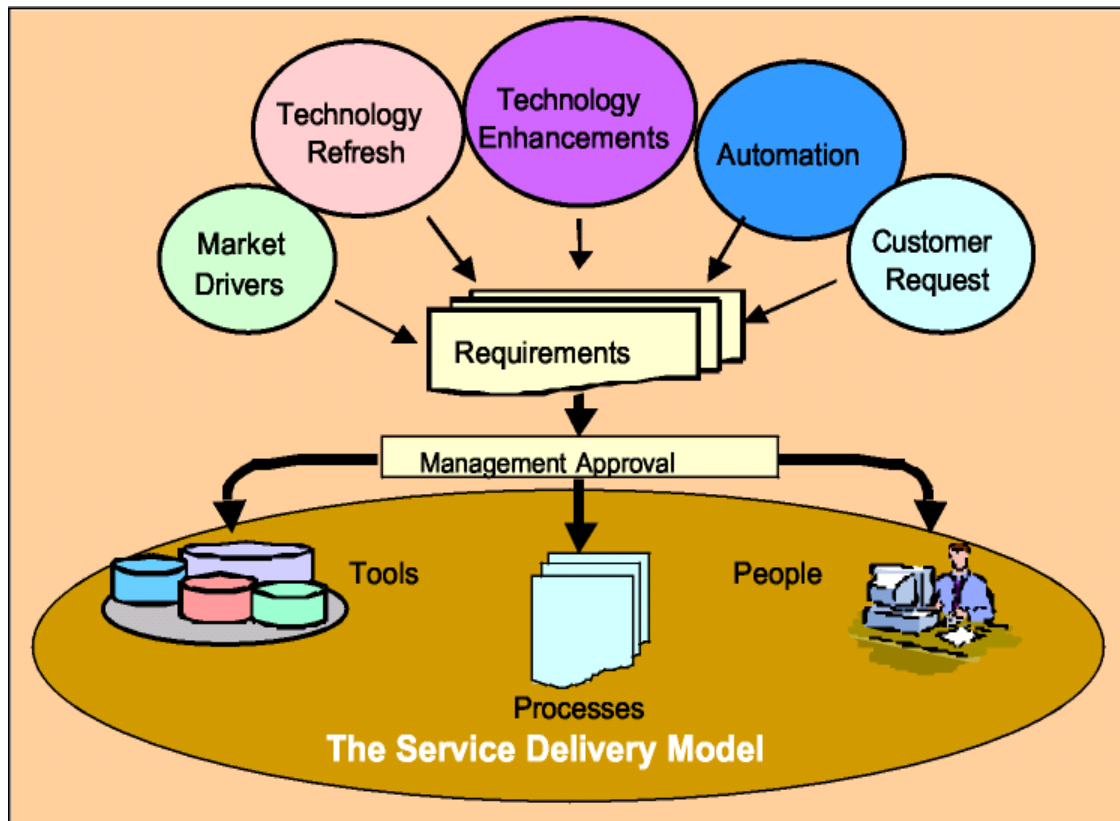 Technology
Refresh
Technology
Enhancements
Automation
Market
Drivers
Customer
Request
Requirements
Management Approval
Tools
People
Processes
The Service Delivery Model